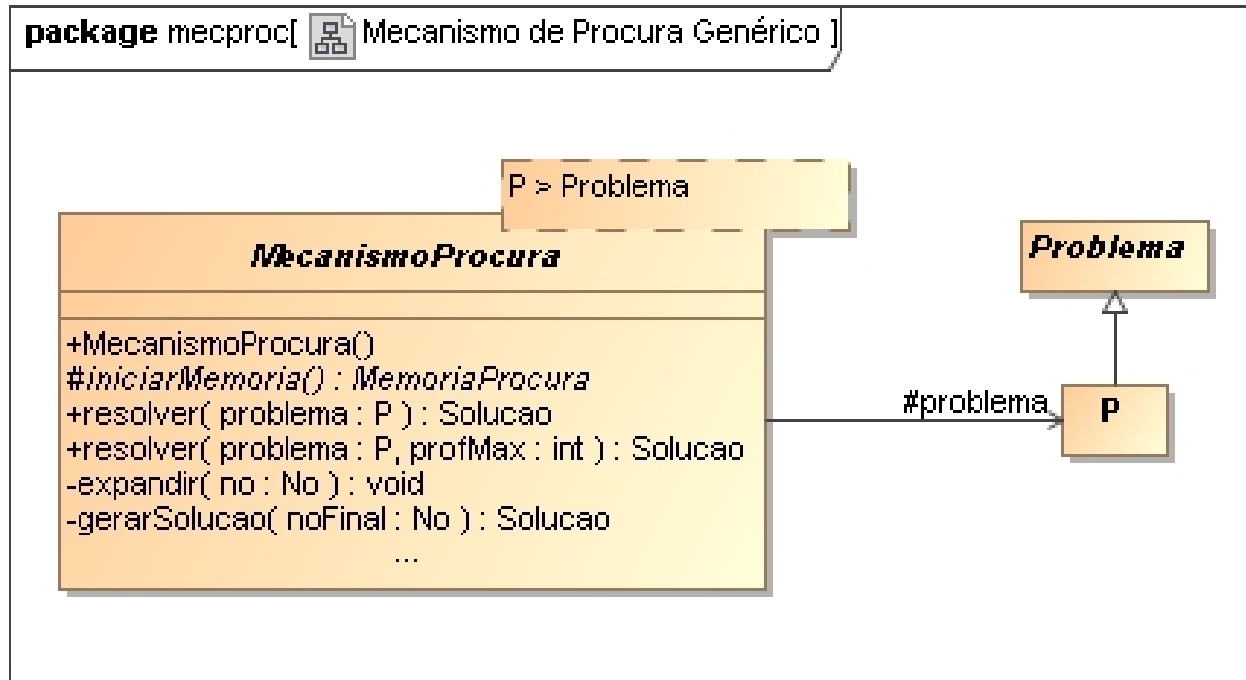 package mecproc[ Mecanismo de Procura Genérico ]
P > Problema
MecanismoProcura
+MecanismoProcura()
#iniciarMemoria() : MemoriaProcura
+resolver( problema : P ) : Solucao
+resolver( problema : P, profMax : int ) : Solucao
-expandir( no : No ) : void
-gerarSolucao( noFinal : No ) : Solucao
...
Problema
#problema
P